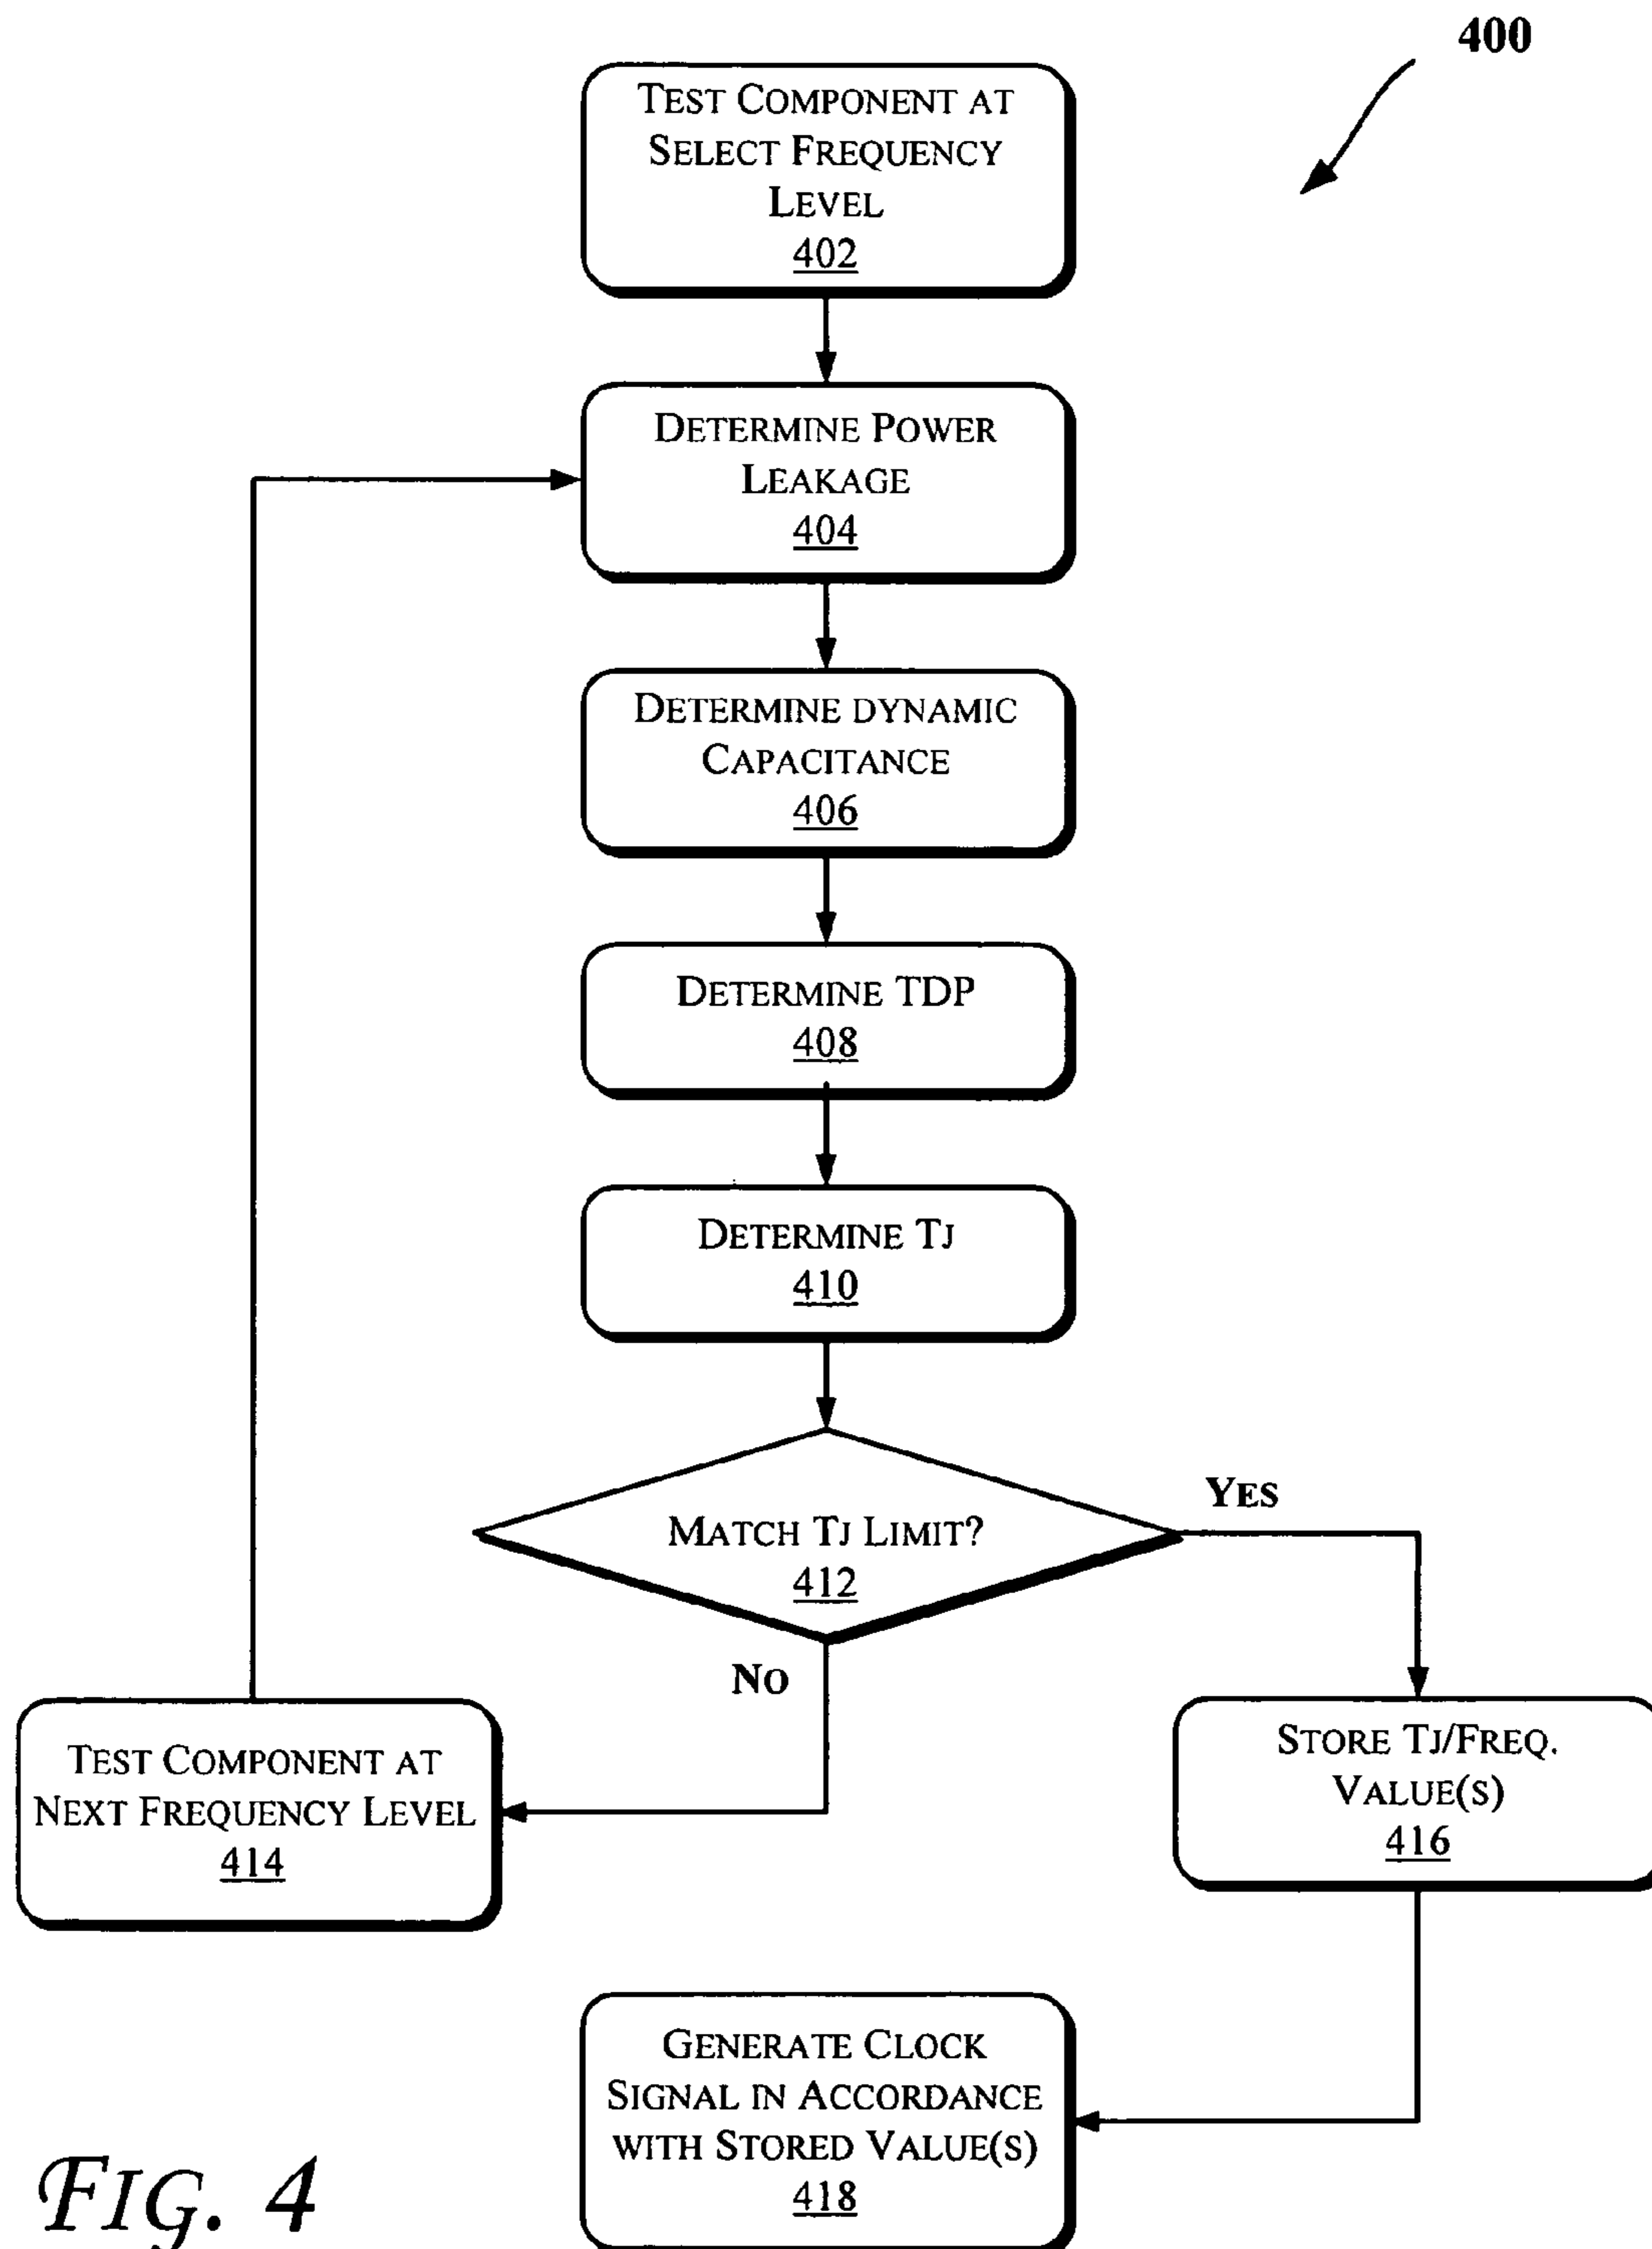 400
TEST COMPONENT AT
SELECT FREQUENCY
LEVEL
402
DETERMINE POWER
LEAKAGE
404
DETERMINE DYNAMIC
CAPACITANCE
406
DETERMINE TDP
408
DETERMINE TJ
410
MATCH TJ LIMIT?
412
YES
NO
TEST COMPONENT AT
NEXT FREQUENCY LEVEL
414
STORE TJ/FREQ.
VALUE(S)
416
GENERATE CLOCK
SIGNAL IN ACCORDANCE
WITH STORED VALUE(S)
418
FIG. 4